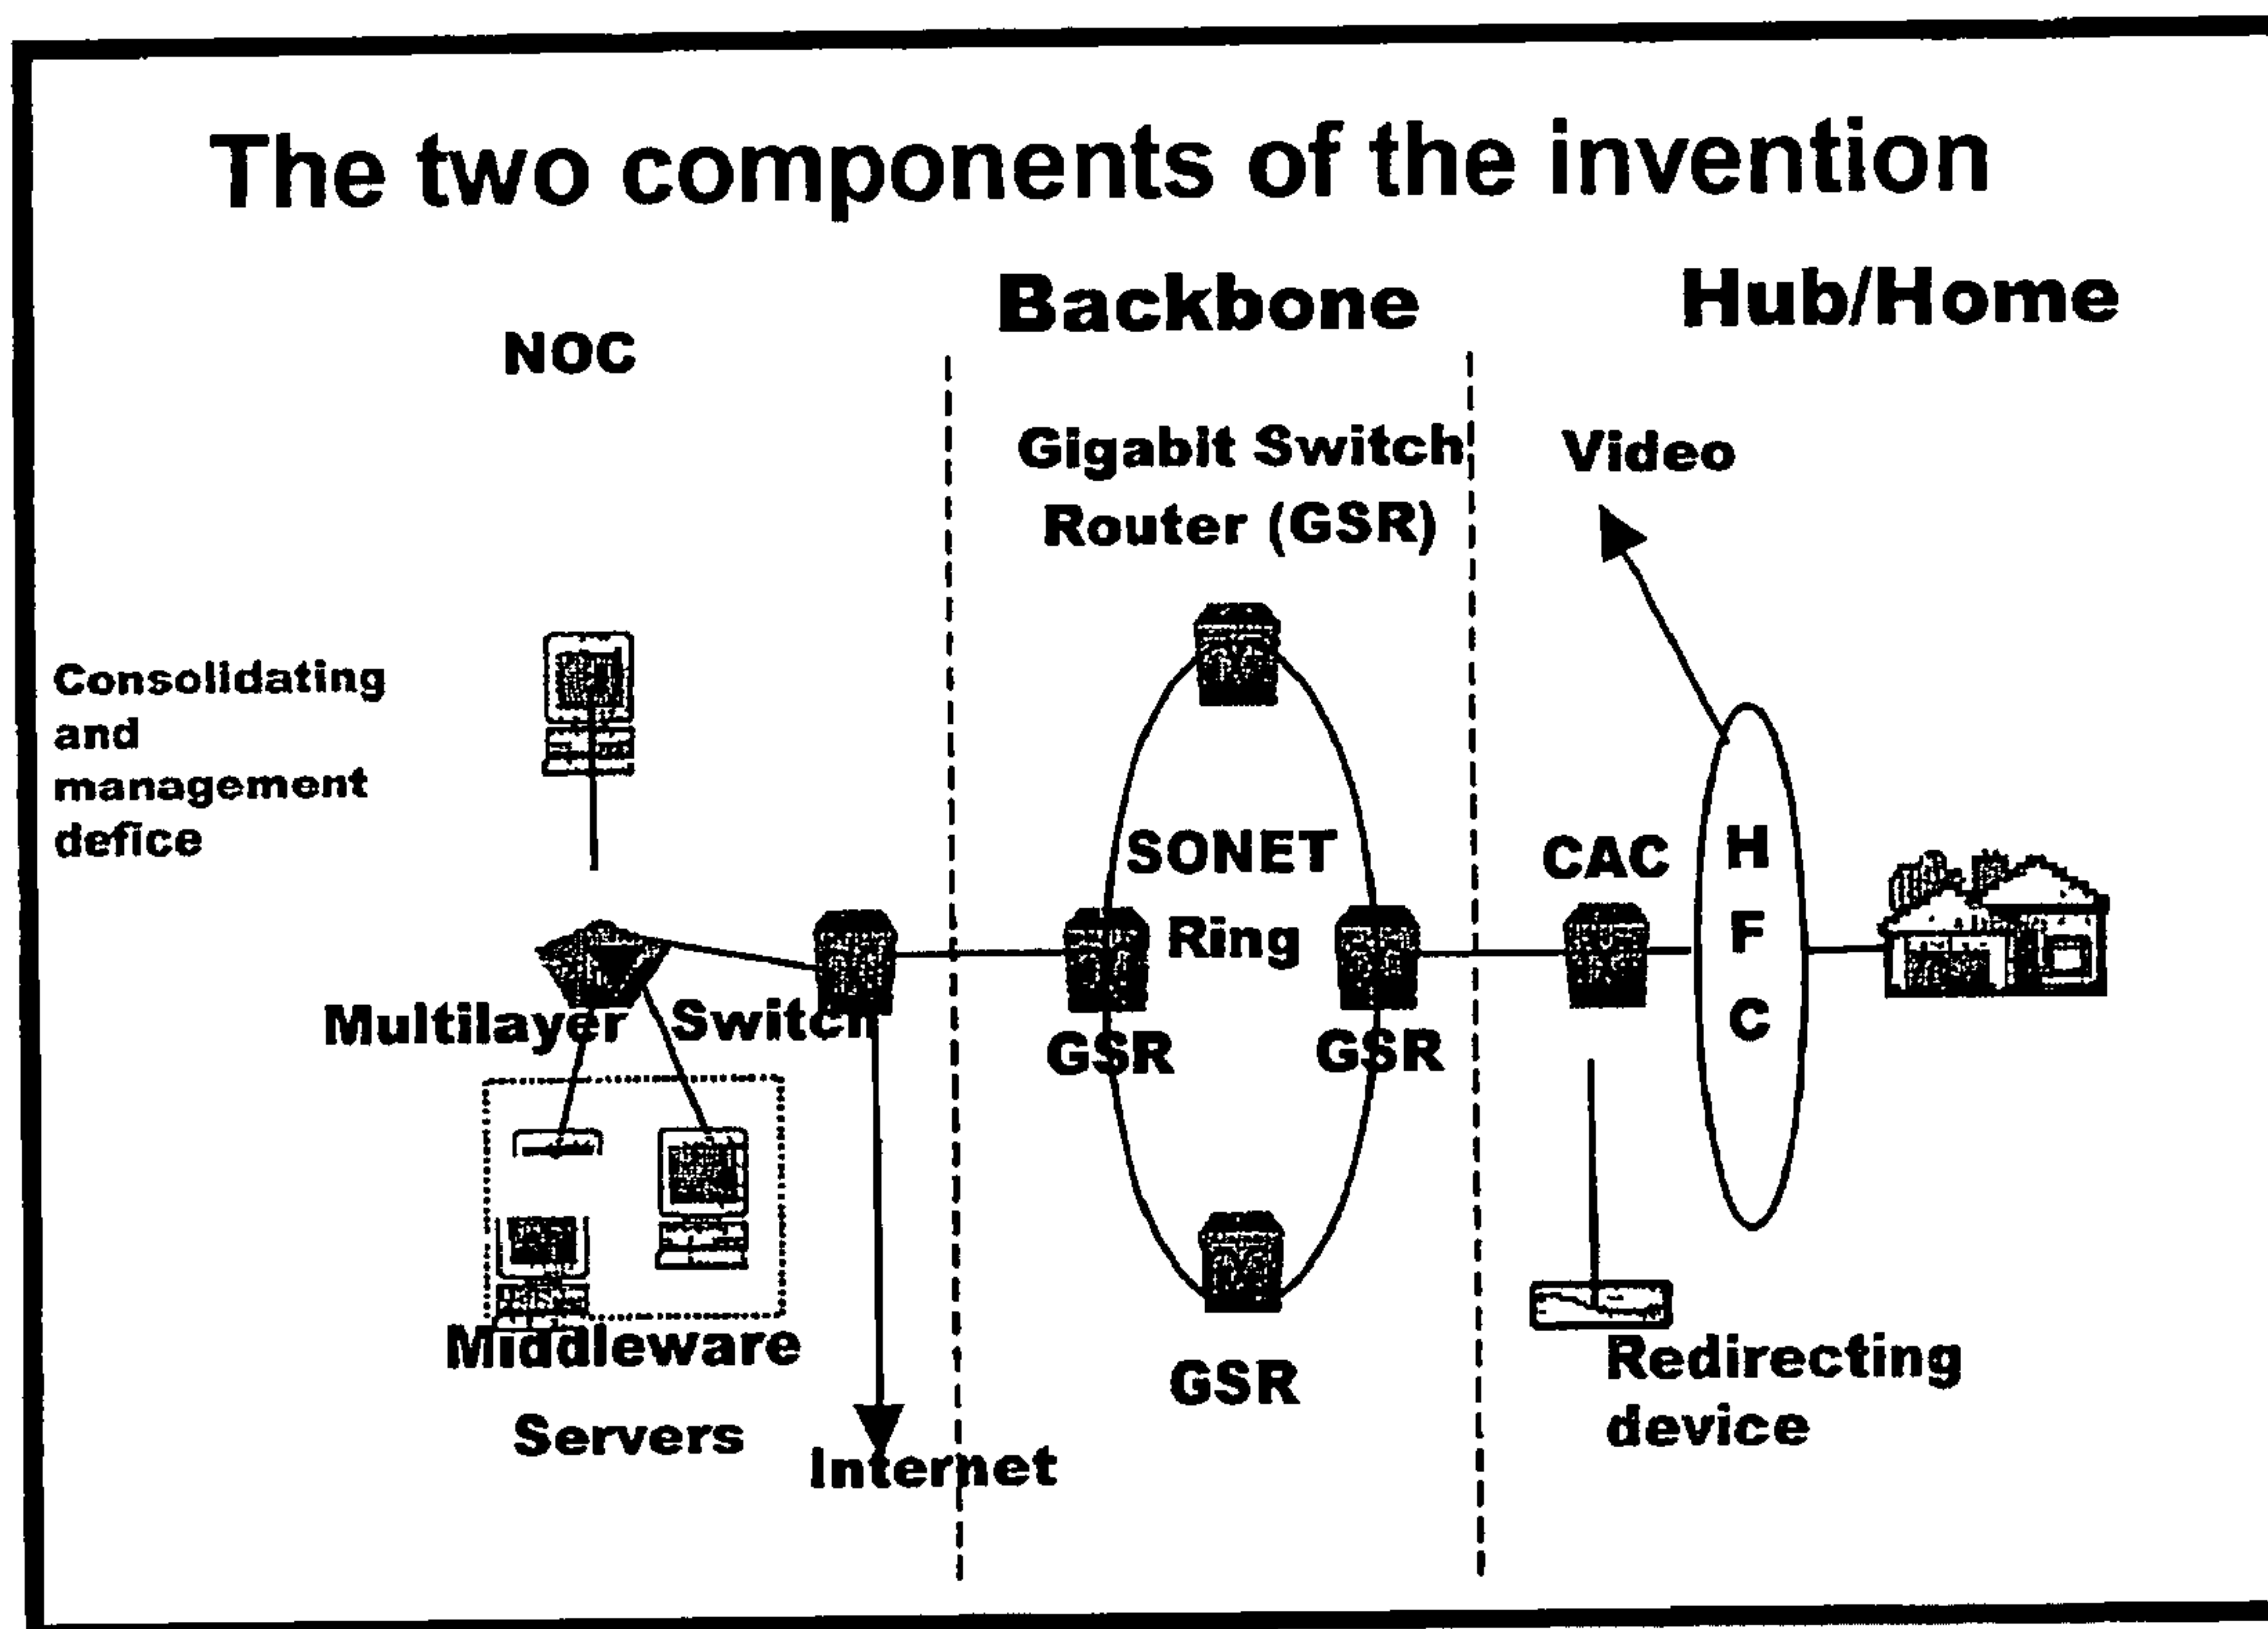 The two components of the invention
NOC
Backbone
Hub/Home
Gigabit Switch
Router (GSR)
Video
Consolidating
and
management
defice
SONET
Ring
CAC
H
F
C
Multilayer Switch
GSR
GSR
Middleware
Servers
Internet
GSR
Redirecting
device